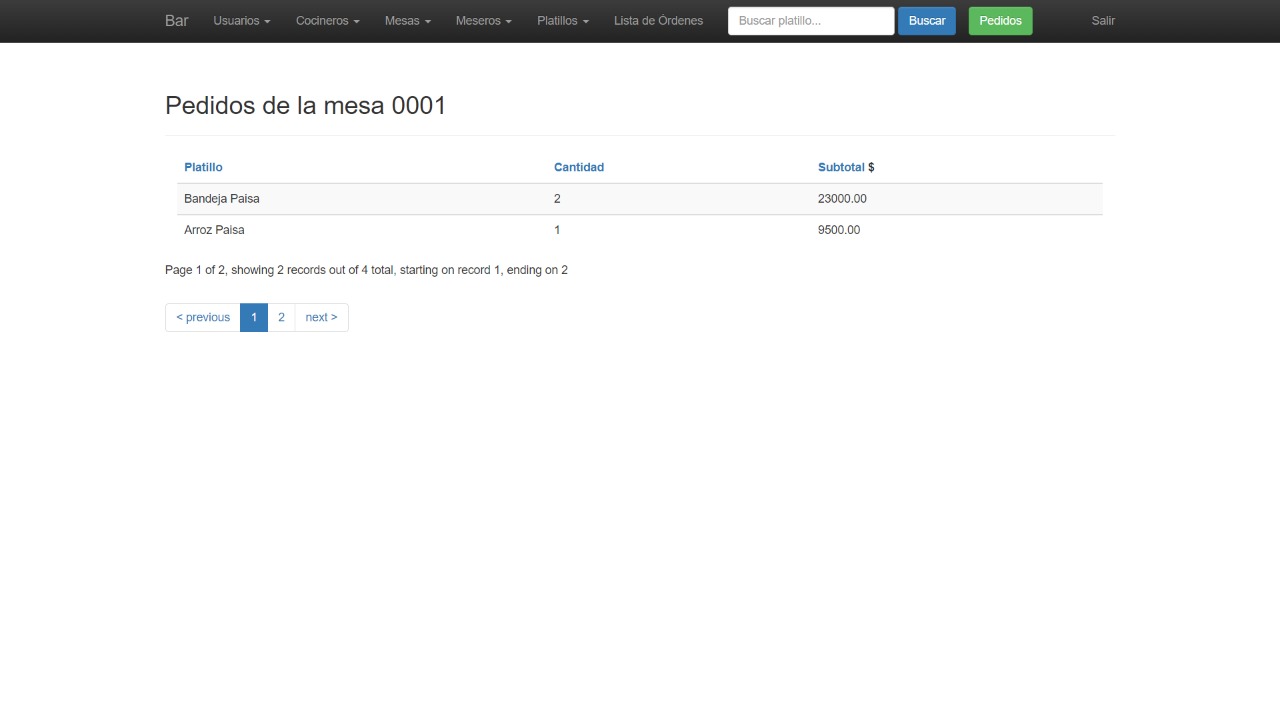 Bar Usuarios Cocineros Mesas Meseros Platillos Lista de Órdenes Buscar platillo... Buscar Pedidos Salir
Pedidos de la mesa 0001
Platillo Cantidad Subtotal $
Bandeja Paisa 2 23000.00
Arroz Paisa 1 9500.00
Page 1 of 2, showing 2 records out of 4 total, starting on record 1, ending on 2
< previous 1 2 next >